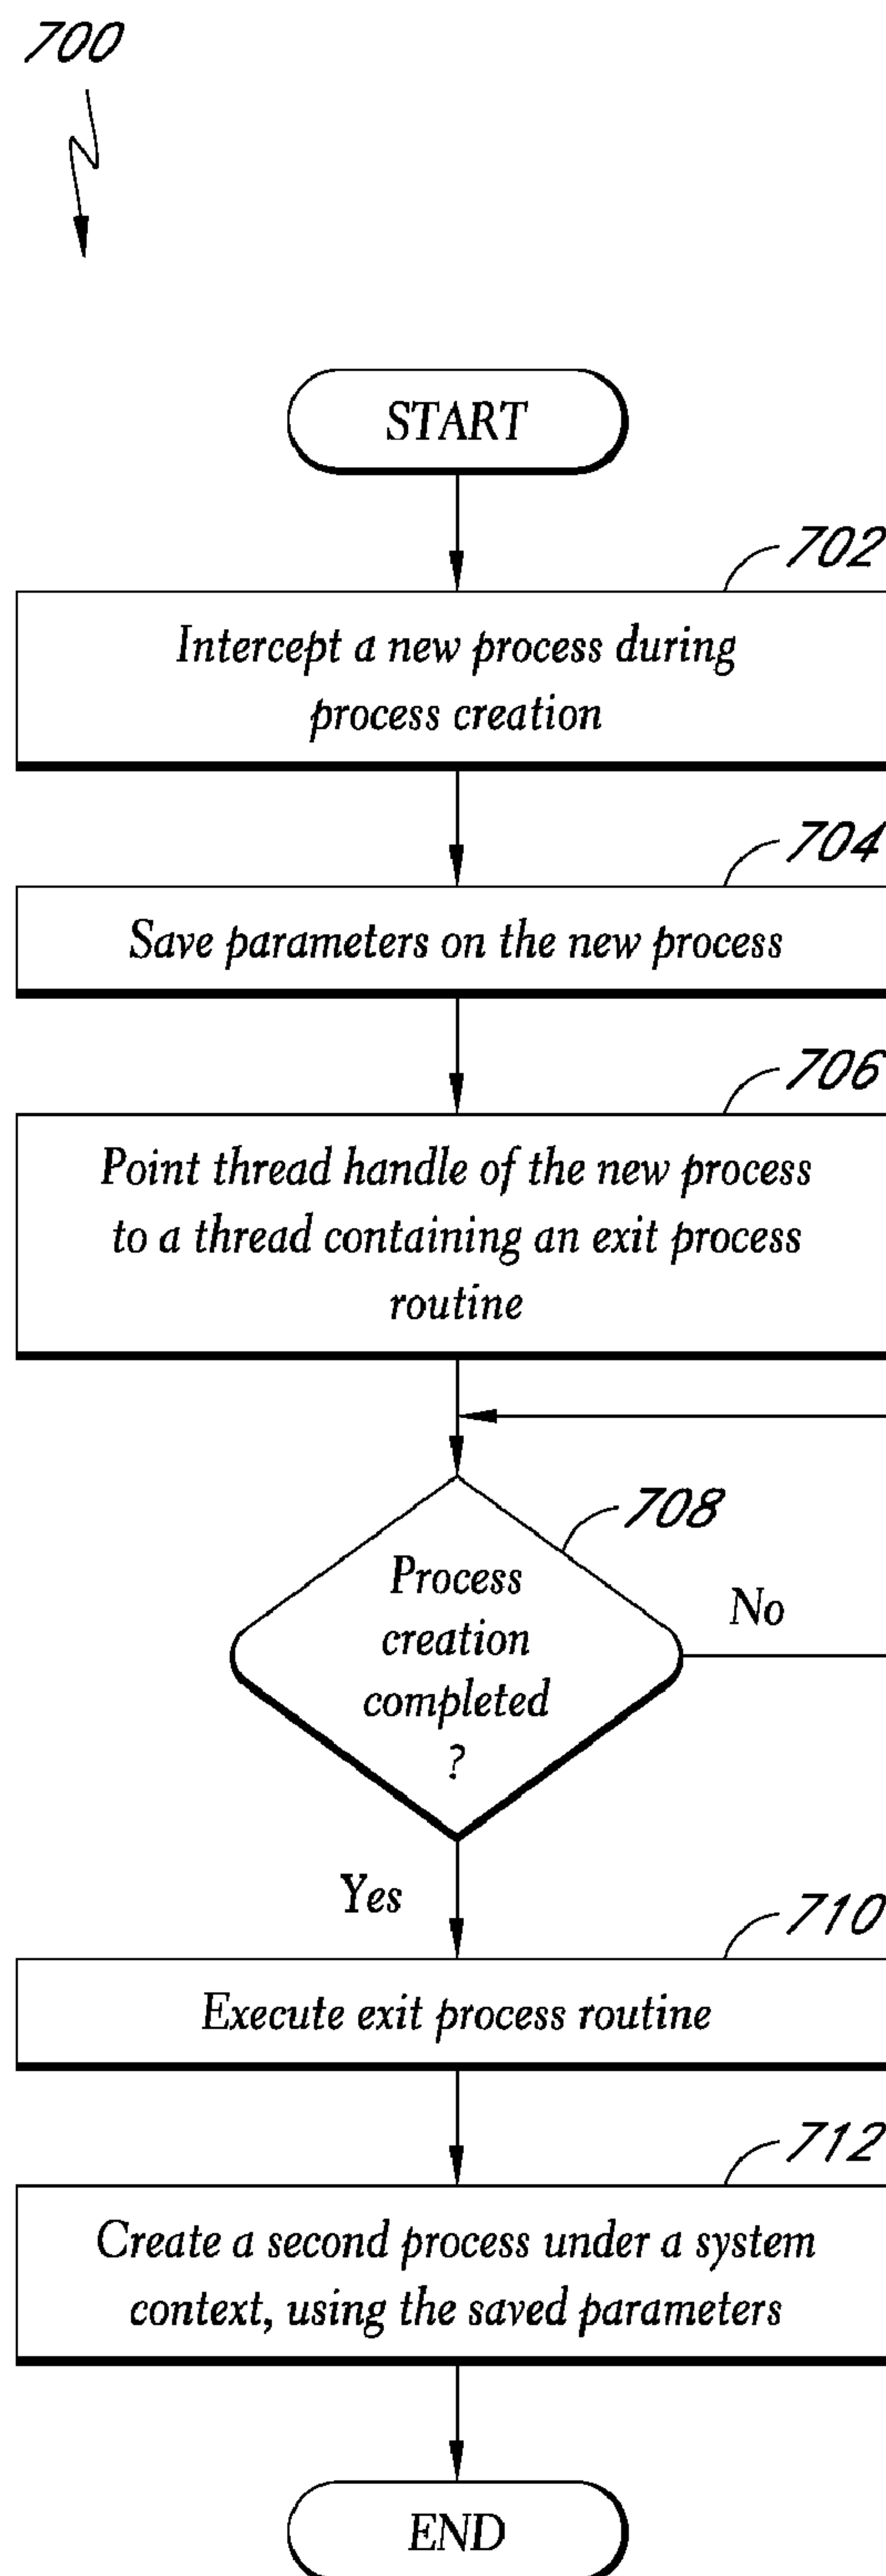 700
START
702
Intercept a new process during
process creation
704
Save parameters on the new process
706
Point thread handle of the new process
to a thread containing an exit process
routine
708
Process
creation
completed
?
No
Yes
710
Execute exit process routine
712
Create a second process under a system
context, using the saved parameters
END